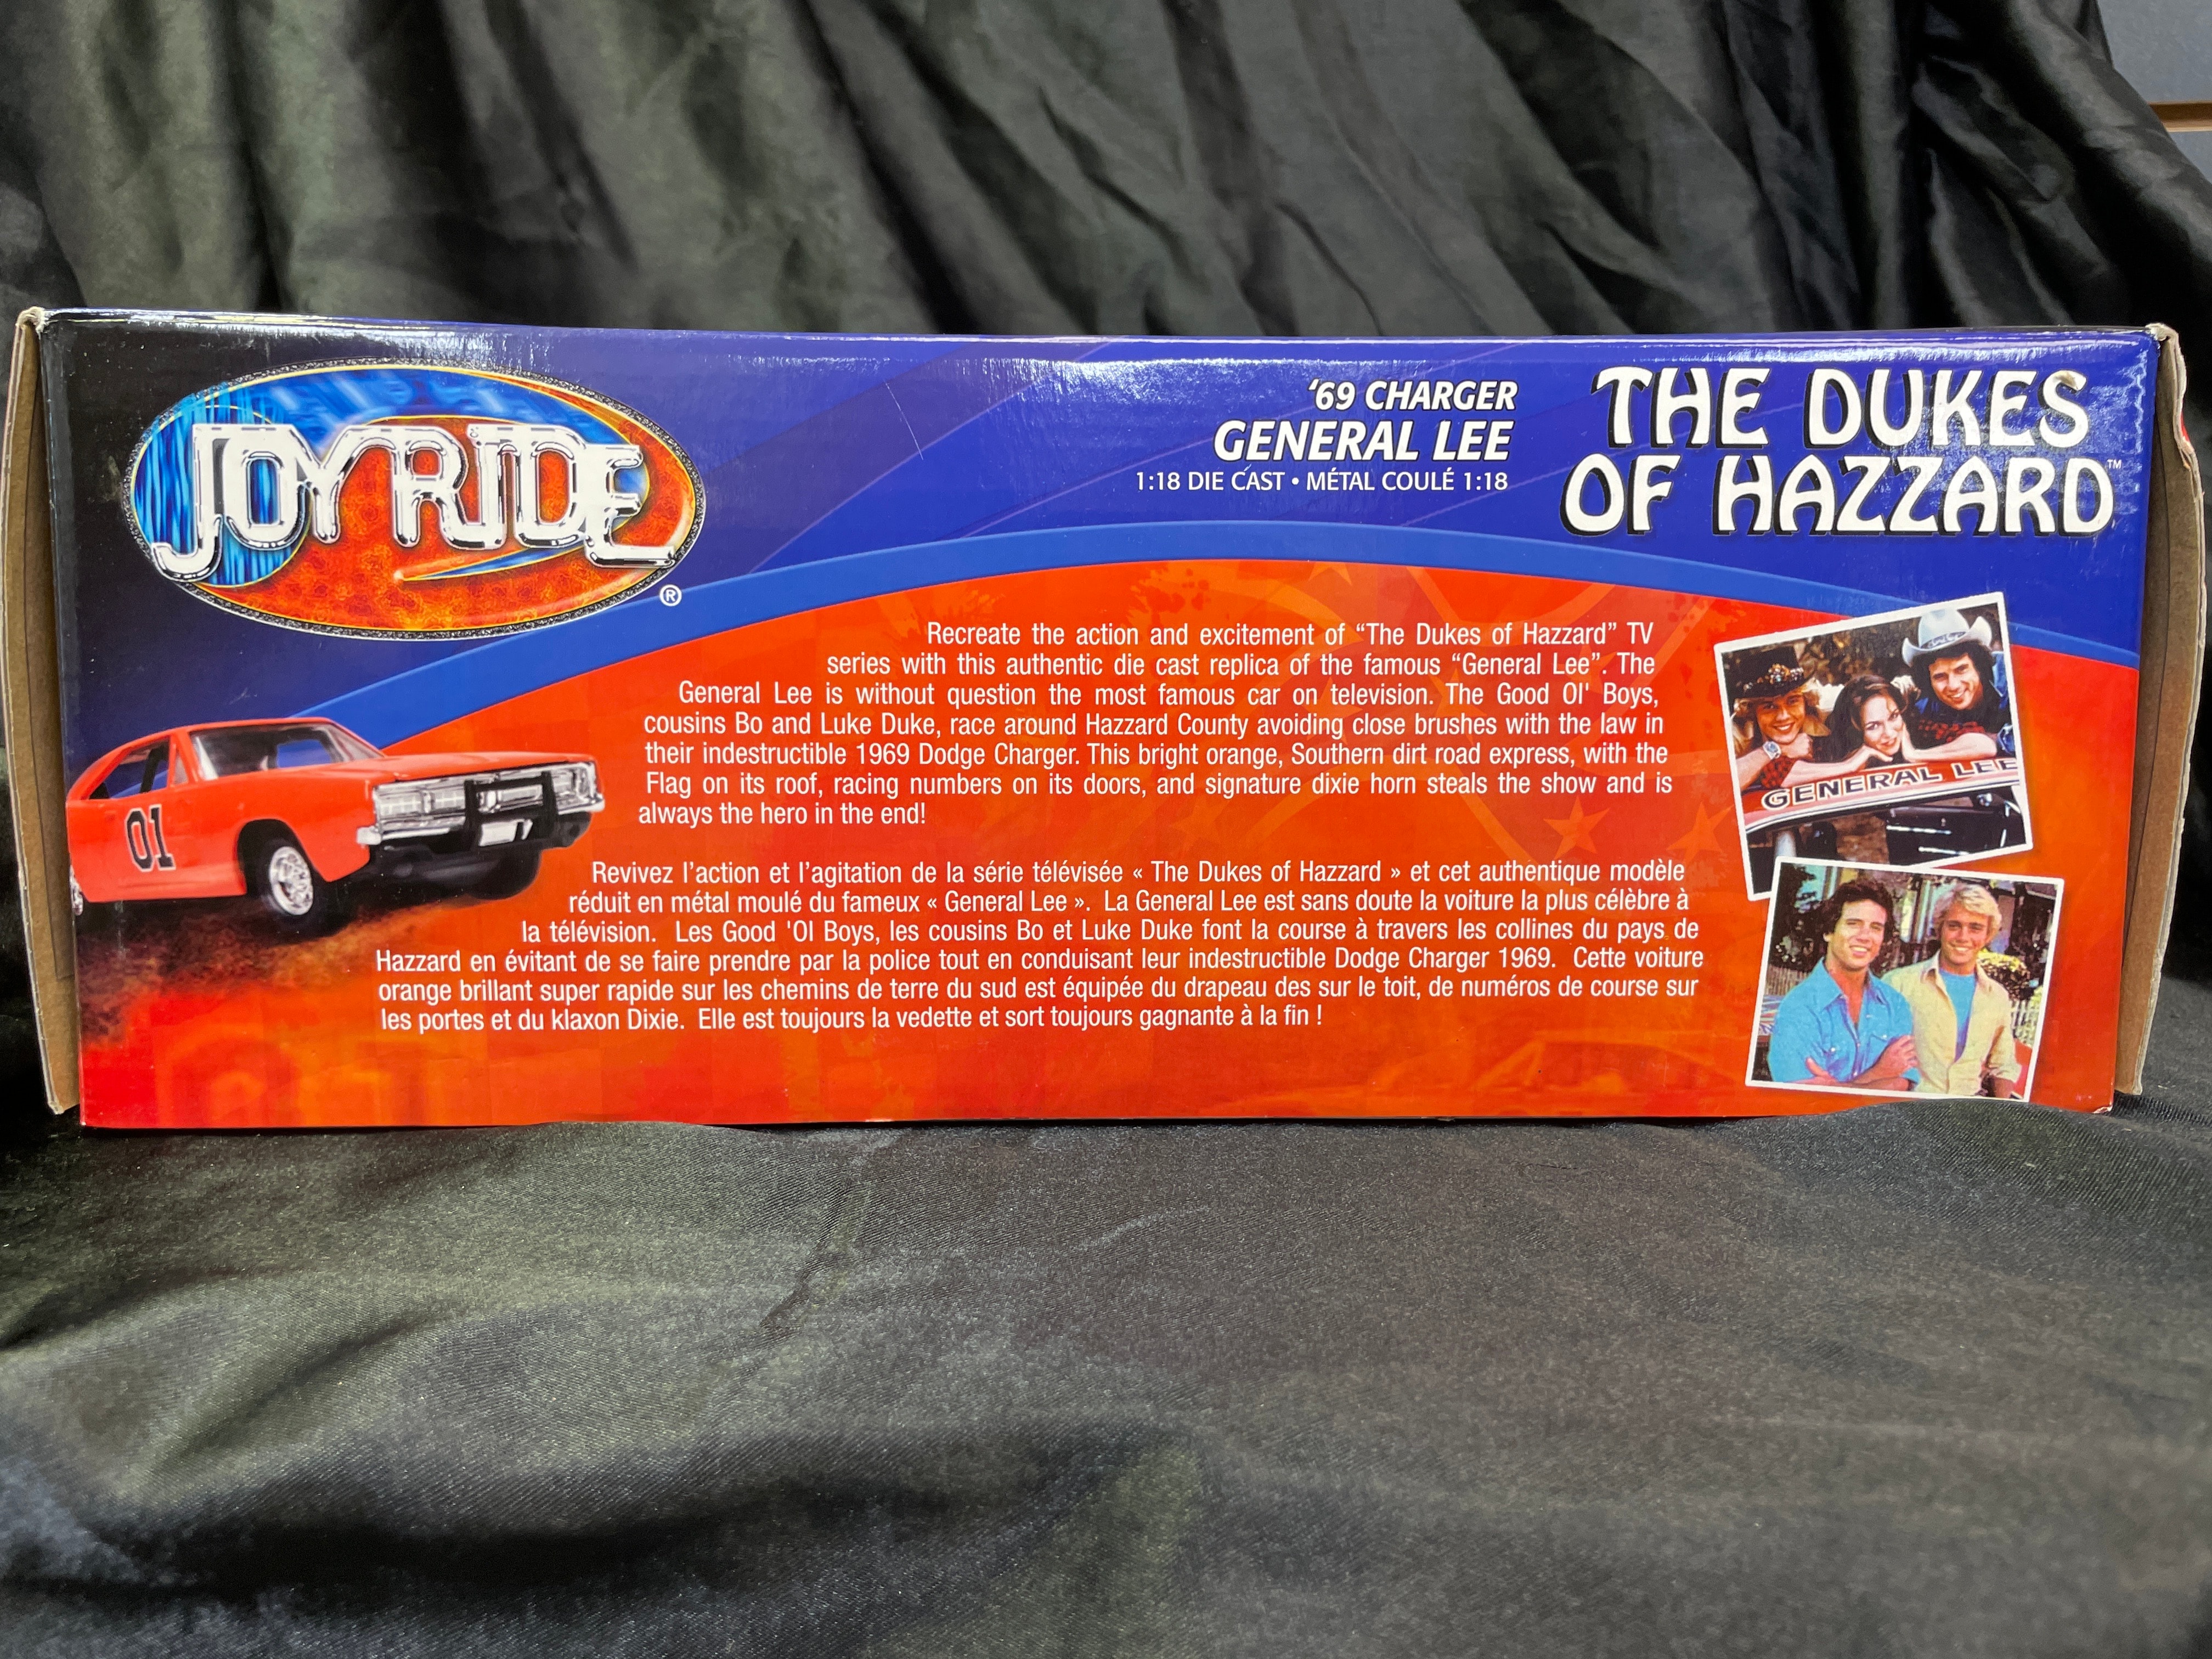 JOYRIDE
®
'69 CHARGER
GENERAL LEE
1:18 DIE CAST • MÉTAL COULÉ 1:18
THE DUKES
OF HAZZARD™
Recreate the action and excitement of “The Dukes of Hazzard” TV
series with this authentic die cast replica of the famous “General Lee”. The
General Lee is without question the most famous car on television. The Good Ol' Boys,
cousins Bo and Luke Duke, race around Hazzard County avoiding close brushes with the law in
their indestructible 1969 Dodge Charger. This bright orange, Southern dirt road express, with the
Flag on its roof, racing numbers on its doors, and signature dixie horn steals the show and is
always the hero in the end!
Revivez l’action et l’agitation de la série télévisée « The Dukes of Hazzard » et cet authentique modèle
réduit en métal moulé du fameux « General Lee ». La General Lee est sans doute la voiture la plus célèbre à
la télévision. Les Good 'Ol Boys, les cousins Bo et Luke Duke font la course à travers les collines du pays de
Hazzard en évitant de se faire prendre par la police tout en conduisant leur indestructible Dodge Charger 1969. Cette voiture
orange brillant super rapide sur les chemins de terre du sud est équipée du drapeau des sur le toit, de numéros de course sur
les portes et du klaxon Dixie. Elle est toujours la vedette et sort toujours gagnante à la fin !
01
GENERAL LEE